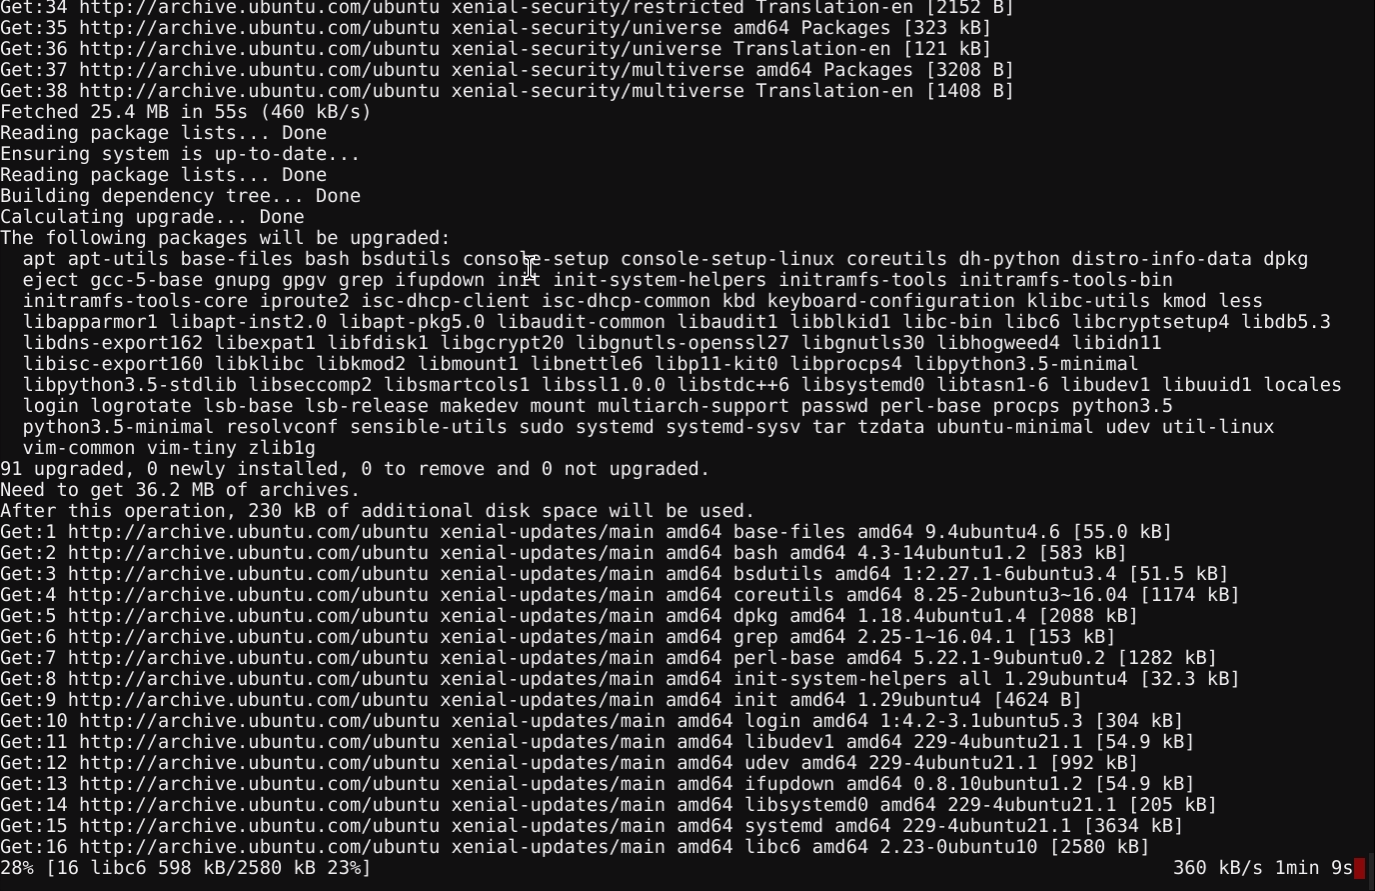 Get:34 http://archive.ubuntu.com/ubuntu xenial-security/restricted Translation-en [2152 B]
Get:35 http://archive.ubuntu.com/ubuntu xenial-security/universe amd64 Packages [323 kB]
Get:36 http://archive.ubuntu.com/ubuntu xenial-security/universe Translation-en [121 kB]
Get:37 http://archive.ubuntu.com/ubuntu xenial-security/multiverse amd64 Packages [3208 B]
Get:38 http://archive.ubuntu.com/ubuntu xenial-security/multiverse Translation-en [1408 B]
Fetched 25.4 MB in 55s (460 kB/s)
Reading package lists... Done
Ensuring system is up-to-date...
Reading package lists... Done
Building dependency tree... Done
Calculating upgrade... Done
The following packages will be upgraded:
  apt apt-utils base-files bash bsdutils console-setup console-setup-linux coreutils dh-python distro-info-data dpkg
  eject gcc-5-base gnupg gpgv grep ifupdown init init-system-helpers initramfs-tools initramfs-tools-bin
  initramfs-tools-core iproute2 isc-dhcp-client isc-dhcp-common kbd keyboard-configuration klibc-utils kmod less
  libapparmor1 libapt-inst2.0 libapt-pkg5.0 libaudit-common libaudit1 libblkid1 libc-bin libc6 libcryptsetup4 libdb5.3
  libdns-export162 libexpat1 libfdisk1 libgcrypt20 libgnutls-openssl27 libgnutls30 libhogweed4 libidn11
  libisc-export160 libklibc libkmod2 libmount1 libnettle6 libp11-kit0 libprocps4 libpython3.5-minimal
  libpython3.5-stdlib libseccomp2 libsmartcols1 libssl1.0.0 libstdc++6 libsystemd0 libtasn1-6 libudev1 libuuid1 locales
  login logrotate lsb-base lsb-release makedev mount multiarch-support passwd perl-base procps python3.5
  python3.5-minimal resolvconf sensible-utils sudo systemd systemd-sysv tar tzdata ubuntu-minimal udev util-linux
  vim-common vim-tiny zlib1g
91 upgraded, 0 newly installed, 0 to remove and 0 not upgraded.
Need to get 36.2 MB of archives.
After this operation, 230 kB of additional disk space will be used.
Get:1 http://archive.ubuntu.com/ubuntu xenial-updates/main amd64 base-files amd64 9.4ubuntu4.6 [55.0 kB]
Get:2 http://archive.ubuntu.com/ubuntu xenial-updates/main amd64 bash amd64 4.3-14ubuntu1.2 [583 kB]
Get:3 http://archive.ubuntu.com/ubuntu xenial-updates/main amd64 bsdutils amd64 1:2.27.1-6ubuntu3.4 [51.5 kB]
Get:4 http://archive.ubuntu.com/ubuntu xenial-updates/main amd64 coreutils amd64 8.25-2ubuntu3~16.04 [1174 kB]
Get:5 http://archive.ubuntu.com/ubuntu xenial-updates/main amd64 dpkg amd64 1.18.4ubuntu1.4 [2088 kB]
Get:6 http://archive.ubuntu.com/ubuntu xenial-updates/main amd64 grep amd64 2.25-1~16.04.1 [153 kB]
Get:7 http://archive.ubuntu.com/ubuntu xenial-updates/main amd64 perl-base amd64 5.22.1-9ubuntu0.2 [1282 kB]
Get:8 http://archive.ubuntu.com/ubuntu xenial-updates/main amd64 init-system-helpers all 1.29ubuntu4 [32.3 kB]
Get:9 http://archive.ubuntu.com/ubuntu xenial-updates/main amd64 init amd64 1.29ubuntu4 [4624 B]
Get:10 http://archive.ubuntu.com/ubuntu xenial-updates/main amd64 login amd64 1:4.2-3.1ubuntu5.3 [304 kB]
Get:11 http://archive.ubuntu.com/ubuntu xenial-updates/main amd64 libudev1 amd64 229-4ubuntu21.1 [54.9 kB]
Get:12 http://archive.ubuntu.com/ubuntu xenial-updates/main amd64 udev amd64 229-4ubuntu21.1 [992 kB]
Get:13 http://archive.ubuntu.com/ubuntu xenial-updates/main amd64 ifupdown amd64 0.8.10ubuntu1.2 [54.9 kB]
Get:14 http://archive.ubuntu.com/ubuntu xenial-updates/main amd64 libsystemd0 amd64 229-4ubuntu21.1 [205 kB]
Get:15 http://archive.ubuntu.com/ubuntu xenial-updates/main amd64 systemd amd64 229-4ubuntu21.1 [3634 kB]
Get:16 http://archive.ubuntu.com/ubuntu xenial-updates/main amd64 libc6 amd64 2.23-0ubuntu10 [2580 kB]
28% [16 libc6 598 kB/2580 kB 23%] 360 kB/s 1min 9s